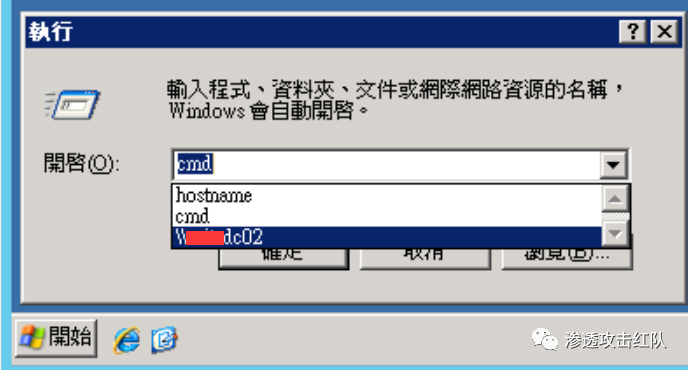 執行
輸入程式、資料夾、文件或網際網路資源的名稱，
Windows 會自動開啓。
開啓(O):
cmd
hostname
cmd
dc02
確定
取消
瀏覽(B)...
開始
渗透攻击红队